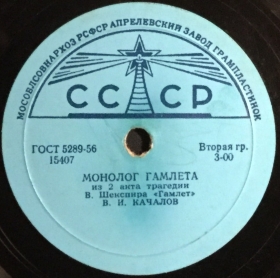 МОСОБЛСОВНАРХОЗ РСФСР АПРЕЛЕВСКИЙ ЗАВОД ГРАМПЛАСТИНОК
СССР
ГОСТ 5289-56
15407
Вторая гр.
3-00
МОНОЛОГ ГАМЛЕТА
из 2 акта трагедии
В. Шекспира «Гамлет»
В. И. КАЧАЛОВ